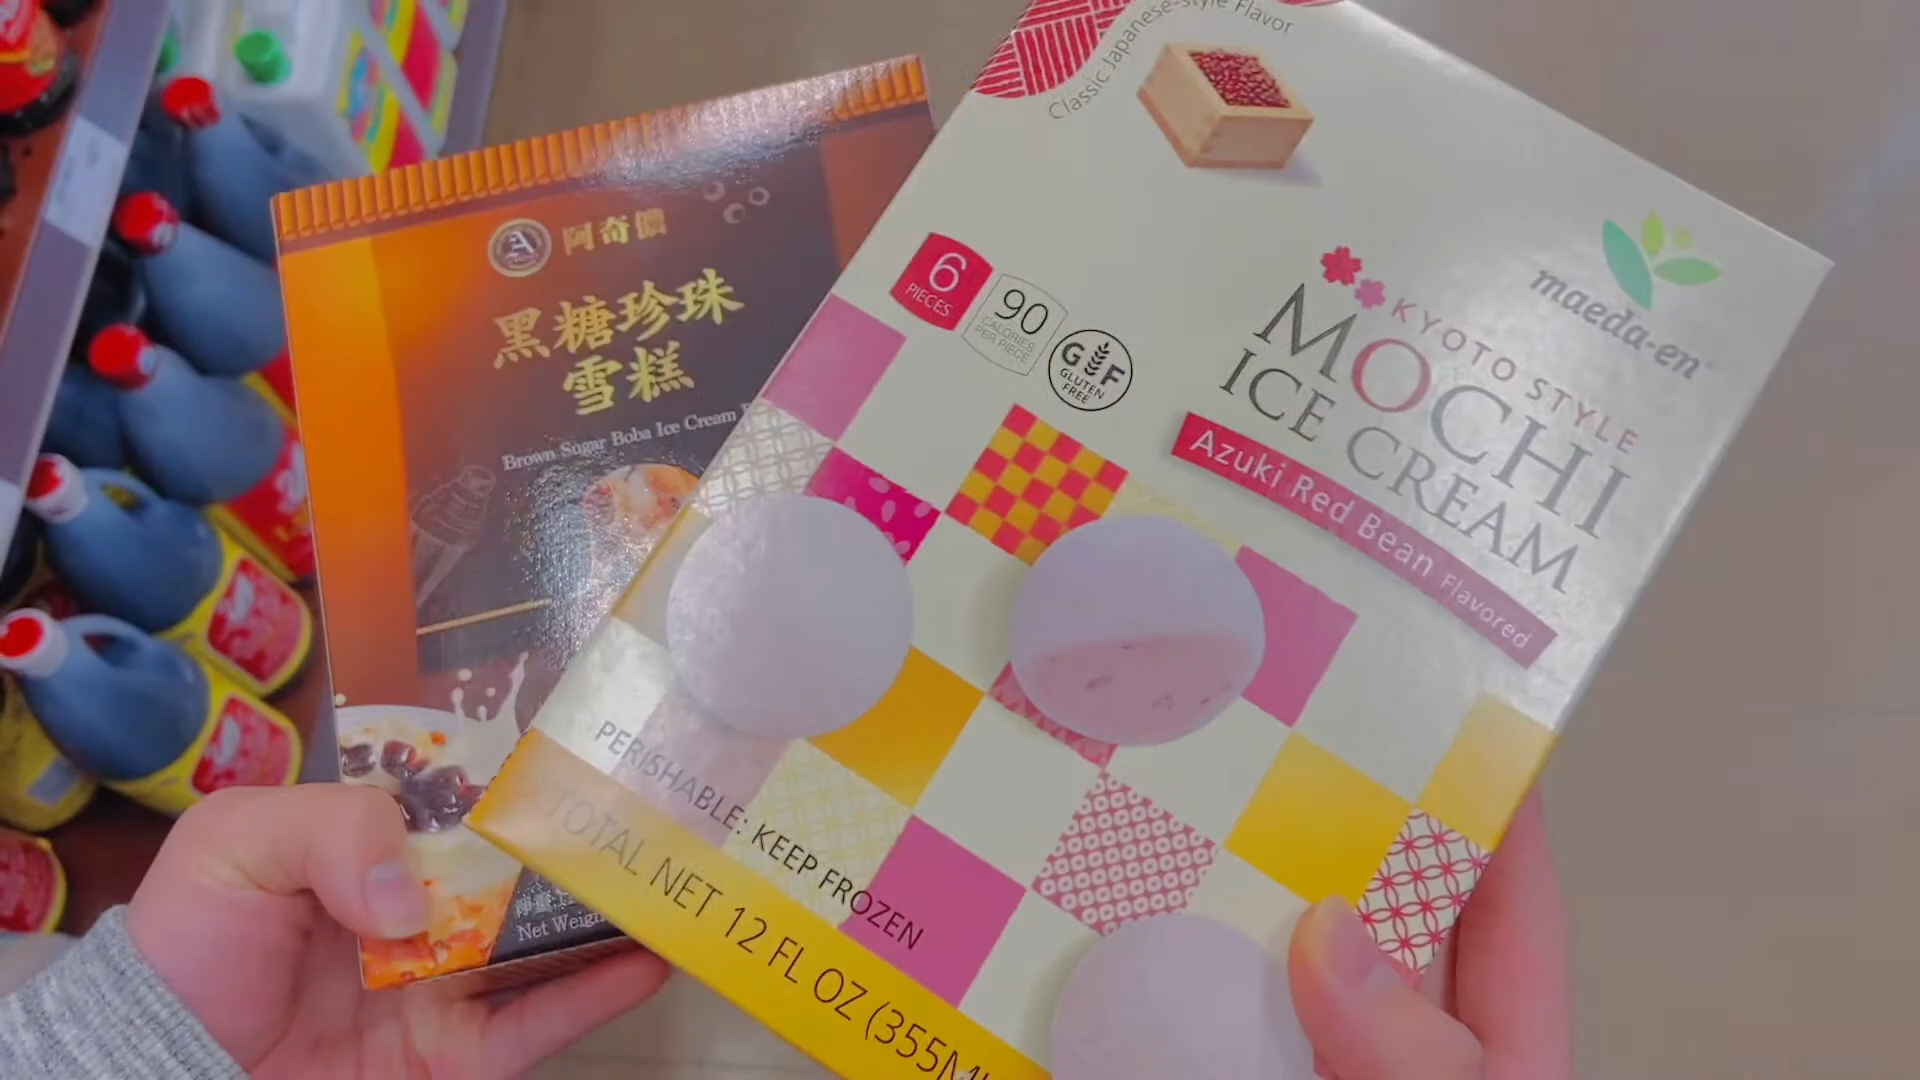 阿奇儂
黑糖珍珠
雪糕
Brown Sugar Boba Ice Cream
Net Weigh
Classic Japanese-style Flavor
maeda-en
KYOTO STYLE
MOCHI
ICE CREAM
Azuki Red Bean Flavored
6
PIECES
90
CALORIES
PER PIECE
GF
GLUTEN
FREE
PERISHABLE: KEEP FROZEN
TOTAL NET 12 FL OZ (355M